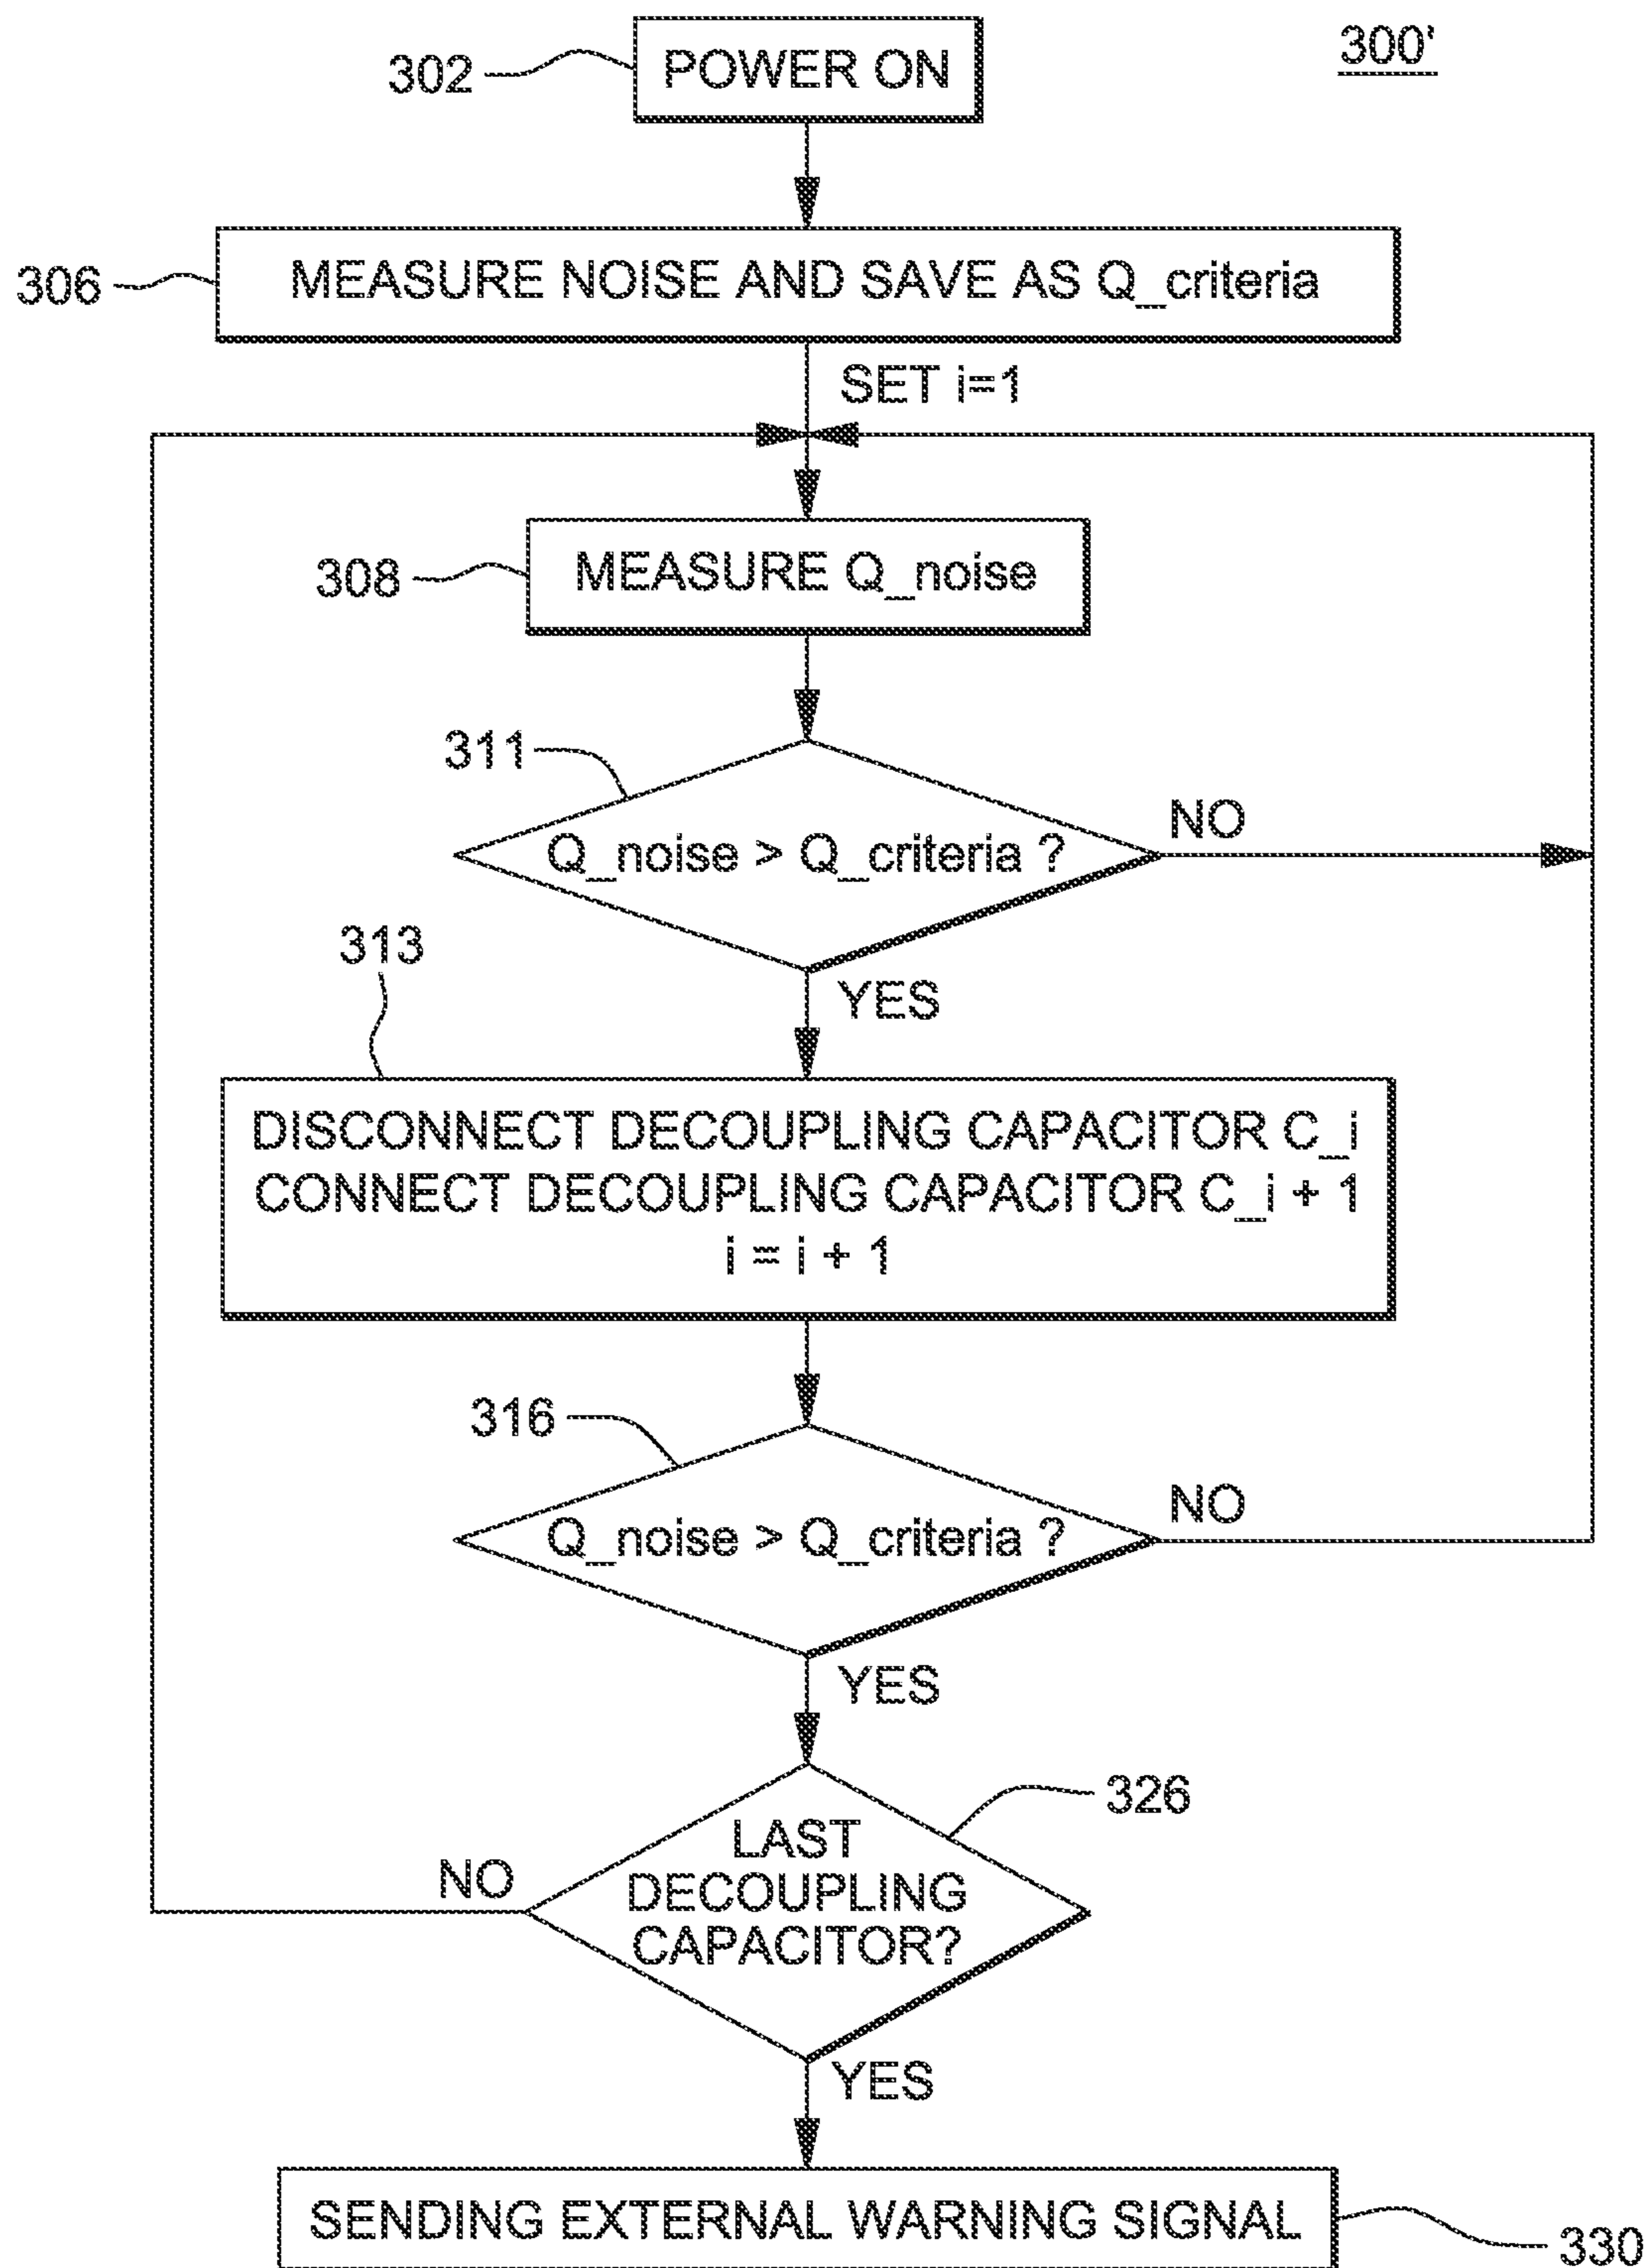 300'
302
POWER ON
306
MEASURE NOISE AND SAVE AS Q_criteria
SET i=1
308
MEASURE Q_noise
311
Q_noise > Q_criteria ?
NO
YES
313
DISCONNECT DECOUPLING CAPACITOR C_i
CONNECT DECOUPLING CAPACITOR C_i + 1
i = i + 1
316
Q_noise > Q_criteria ?
NO
YES
326
LAST
DECOUPLING
CAPACITOR?
NO
YES
SENDING EXTERNAL WARNING SIGNAL
330